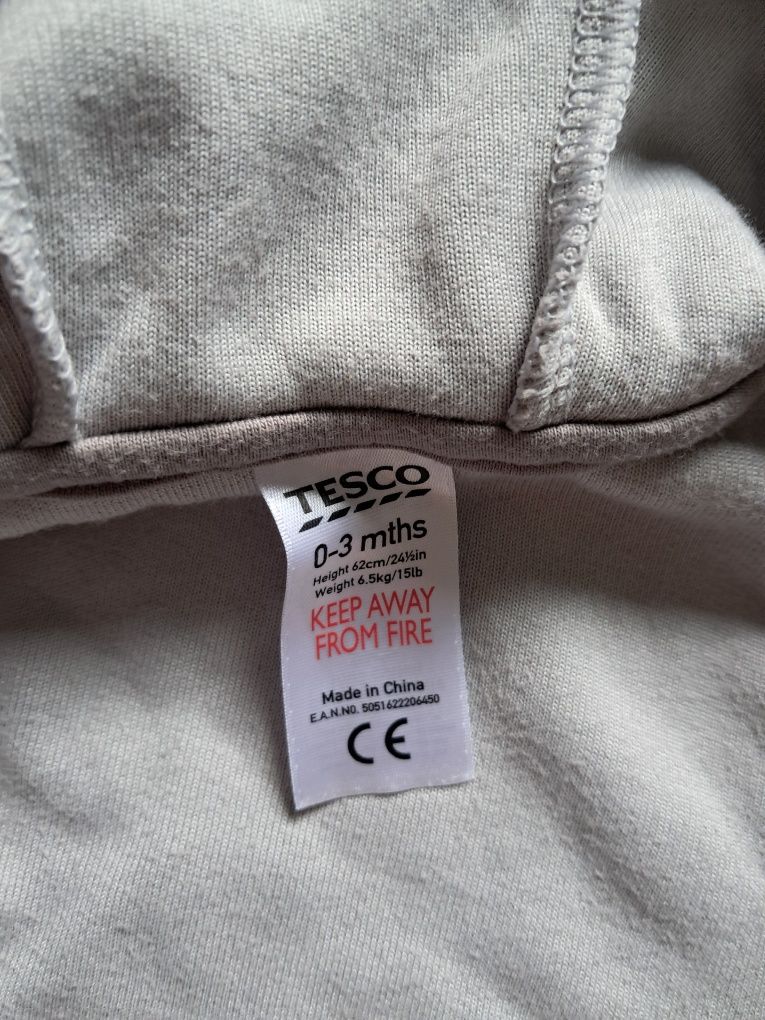 TESCO
0-3 mths
Height 62cm/24½in
Weight 6.5kg/15lb
KEEP AWAY
FROM FIRE
Made in China
E.A.N.NO. 5051622206450
CE